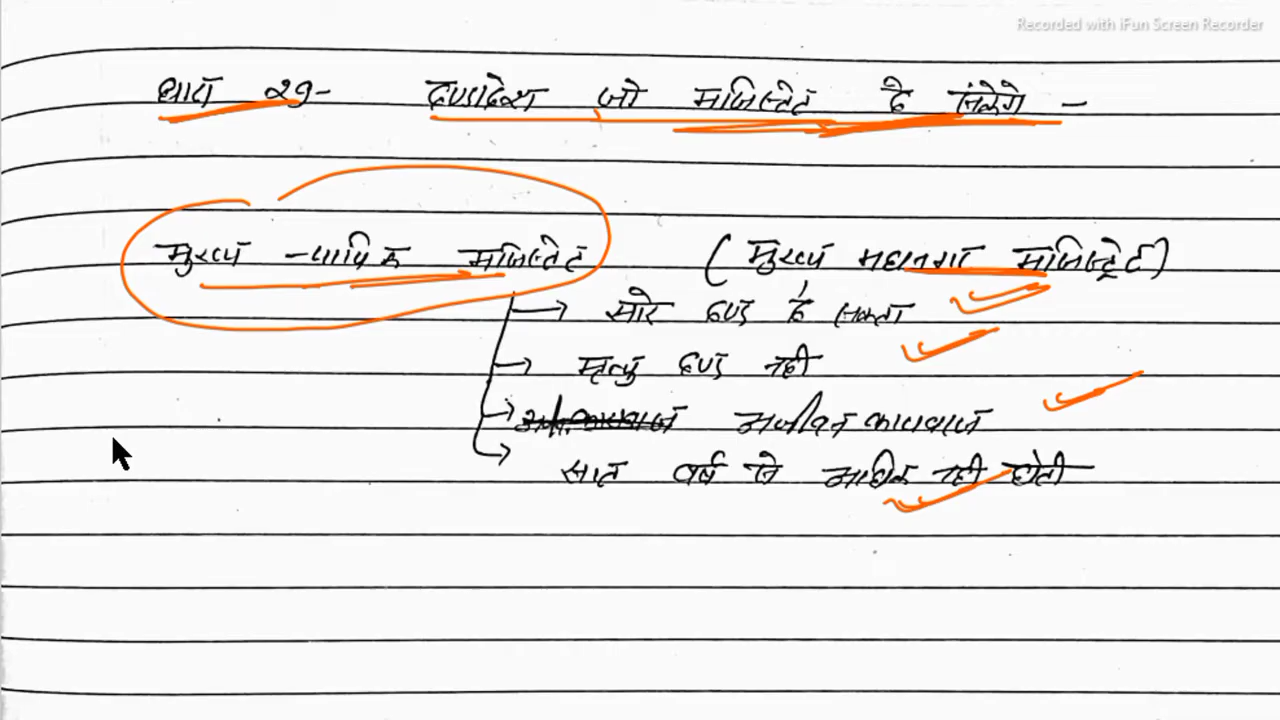 Recorded with iFun Screen Recorder
धारा 29- दण्डादेश जो मजिस्ट्रेट दे सकेंगे -
मुख्य न्यायिक मजिस्ट्रेट (मुख्य महानगर मजिस्ट्रेट)
→ सारे दण्ड दे सकता
→ मृत्यु दण्ड नही
→ आजीवन कारावास
→ सात वर्ष से अधिक नही होती